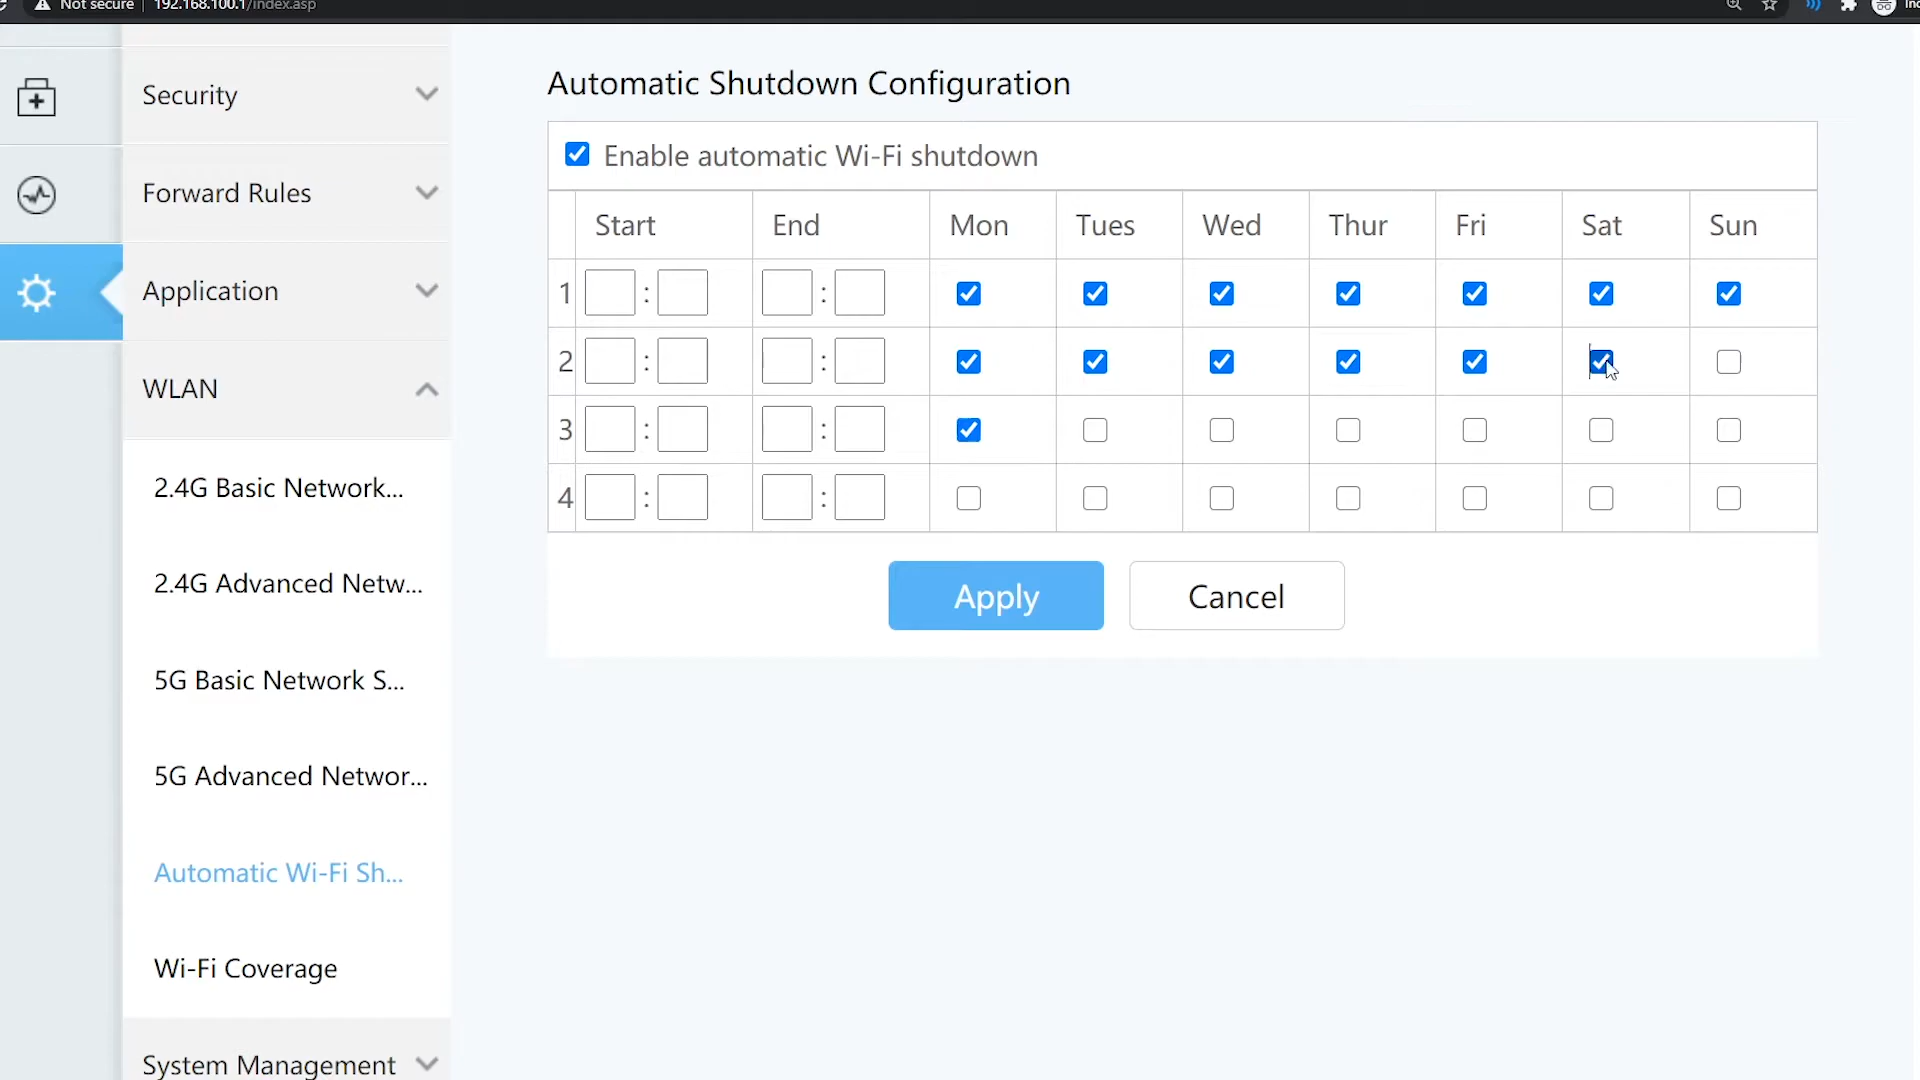 Not secure | 192.168.100.1/index.asp
Security
Forward Rules
Application
WLAN
2.4G Basic Network...
2.4G Advanced Netw...
5G Basic Network S...
5G Advanced Networ...
Automatic Wi-Fi Sh...
Wi-Fi Coverage
System Management
Automatic Shutdown Configuration
Enable automatic Wi-Fi shutdown
Start End Mon Tues Wed Thur Fri Sat Sun
1 : :
2 : :
3 : :
4 : :
Apply Cancel